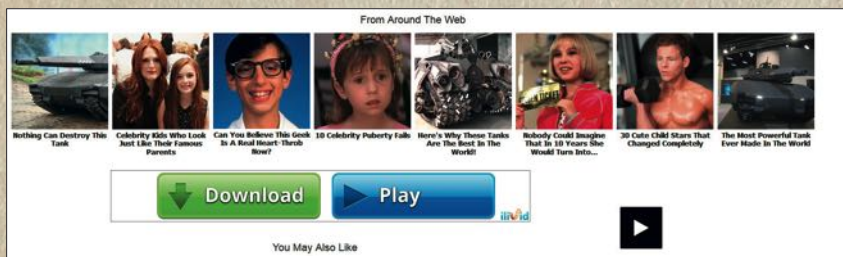 From Around The Web
Nothing Can Destroy This
Tank
Celebrity Kids Who Look
Just Like Their Famous
Parents
Can You Believe This Geek
Is A Real Heart-Throb
Now?
10 Celebrity Puberty Fails
Here's Why These Tanks
Are The Best In The
World!
Nobody Could Imagine
That In 10 Years She
Would Turn Into...
30 Cute Child Stars That
Changed Completely
The Most Powerful Tank
Ever Made In The World
Download
Play
ilivid
You May Also Like